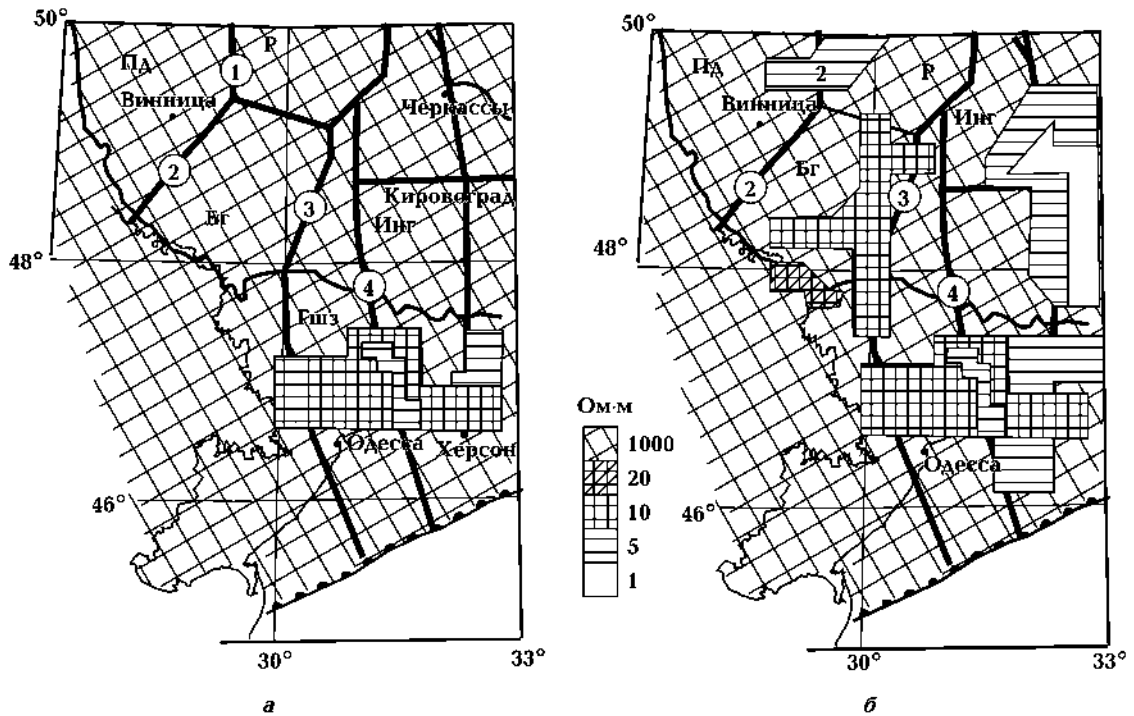 50°
Р
Пд
1
Винница
Черкассы
2
Бг
3
Кировоград
Инг
48°
4
Гшз
Одесса
Херсон
46°
30°
33°
а
Ом·м
1000
20
10
5
1
50°
Пд
2
Р
Винница
Инг
Бг
2
3
48°
4
Одесса
46°
30°
33°
б